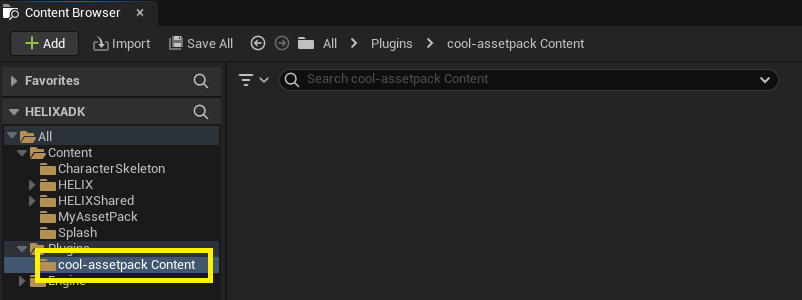 Content Browser
Add
Import
Save All
All
Plugins
cool-assetpack Content
Favorites
Search cool-assetpack Content
HELIXADK
All
Content
CharacterSkeleton
HELIX
HELIXShared
MyAssetPack
Splash
Plugins
cool-assetpack Content
Engine